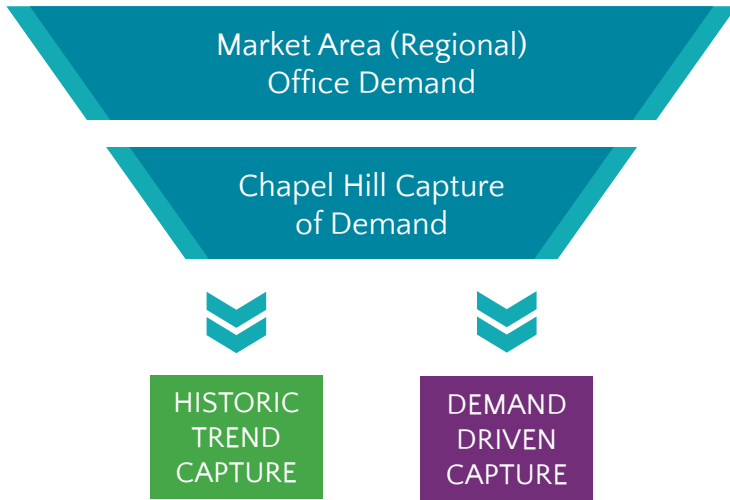 Market Area (Regional)
Office Demand
Chapel Hill Capture
of Demand
HISTORIC
TREND
CAPTURE
DEMAND
DRIVEN
CAPTURE